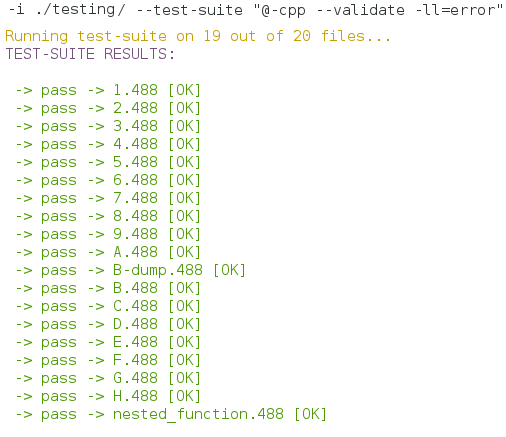 -i ./testing/ --test-suite "@-cpp --validate -ll=error"
Running test-suite on 19 out of 20 files...
TEST-SUITE RESULTS:
-> pass -> 1.488 [OK]
-> pass -> 2.488 [OK]
-> pass -> 3.488 [OK]
-> pass -> 4.488 [OK]
-> pass -> 5.488 [OK]
-> pass -> 6.488 [OK]
-> pass -> 7.488 [OK]
-> pass -> 8.488 [OK]
-> pass -> 9.488 [OK]
-> pass -> A.488 [OK]
-> pass -> B-dump.488 [OK]
-> pass -> B.488 [OK]
-> pass -> C.488 [OK]
-> pass -> D.488 [OK]
-> pass -> E.488 [OK]
-> pass -> F.488 [OK]
-> pass -> G.488 [OK]
-> pass -> H.488 [OK]
-> pass -> nested_function.488 [OK]